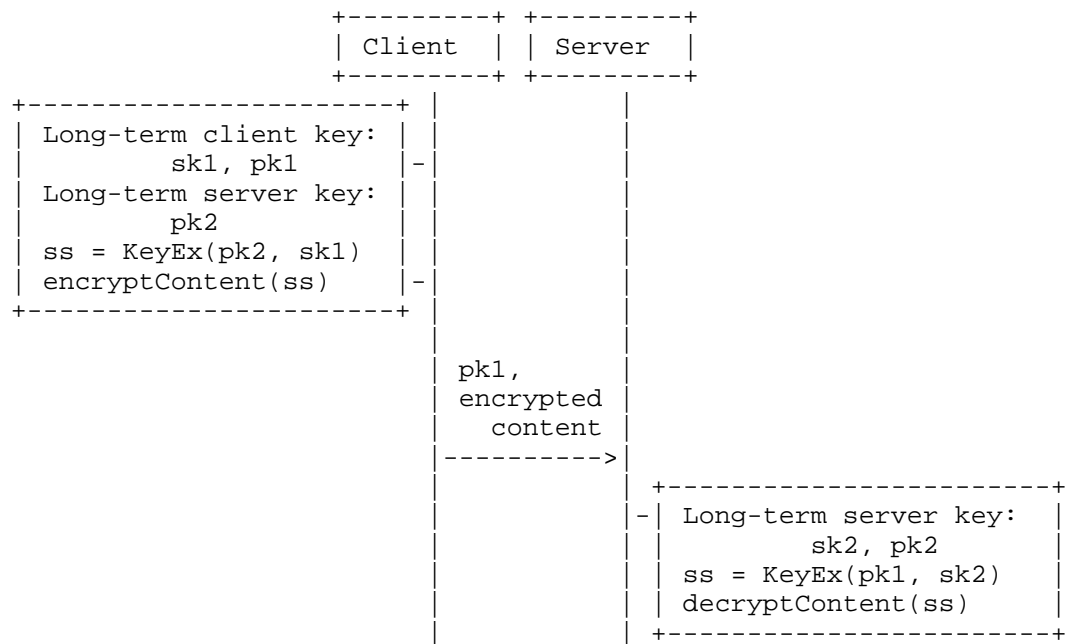 Client Server
Long-term client key:
sk1, pk1
Long-term server key:
pk2
ss = KeyEx(pk2, sk1)
encryptContent(ss)
pk1,
encrypted
content
Long-term server key:
sk2, pk2
ss = KeyEx(pk1, sk2)
decryptContent(ss)